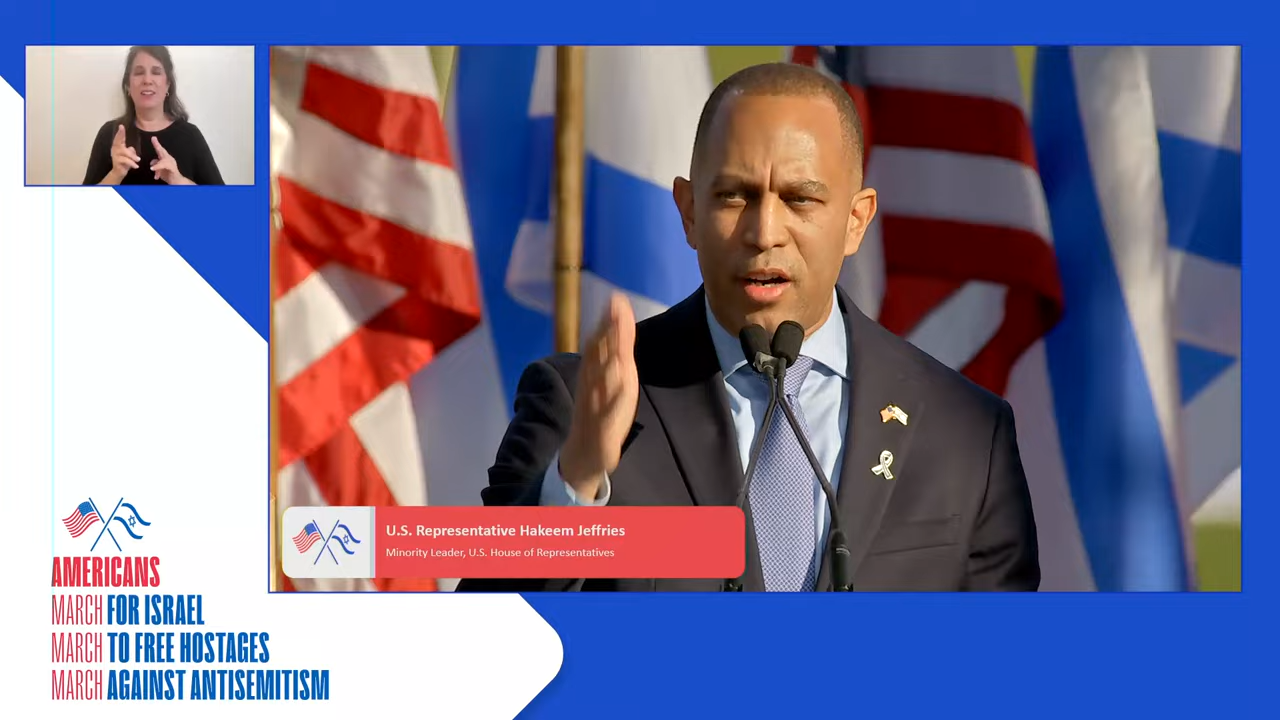 U.S. Representative Hakeem Jeffries
Minority Leader, U.S. House of Representatives
AMERICANS
MARCH FOR ISRAEL
MARCH TO FREE HOSTAGES
MARCH AGAINST ANTISEMITISM